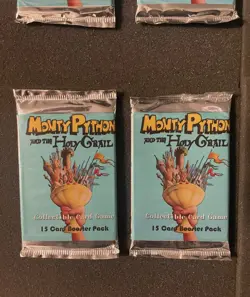 MONTY PYTHON
AND THE HOLY GRAIL
Collectible Card Game
15 Card Booster Pack
MONTY PYTHON
AND THE HOLY GRAIL
Collectible Card Game
15 Card Booster Pack